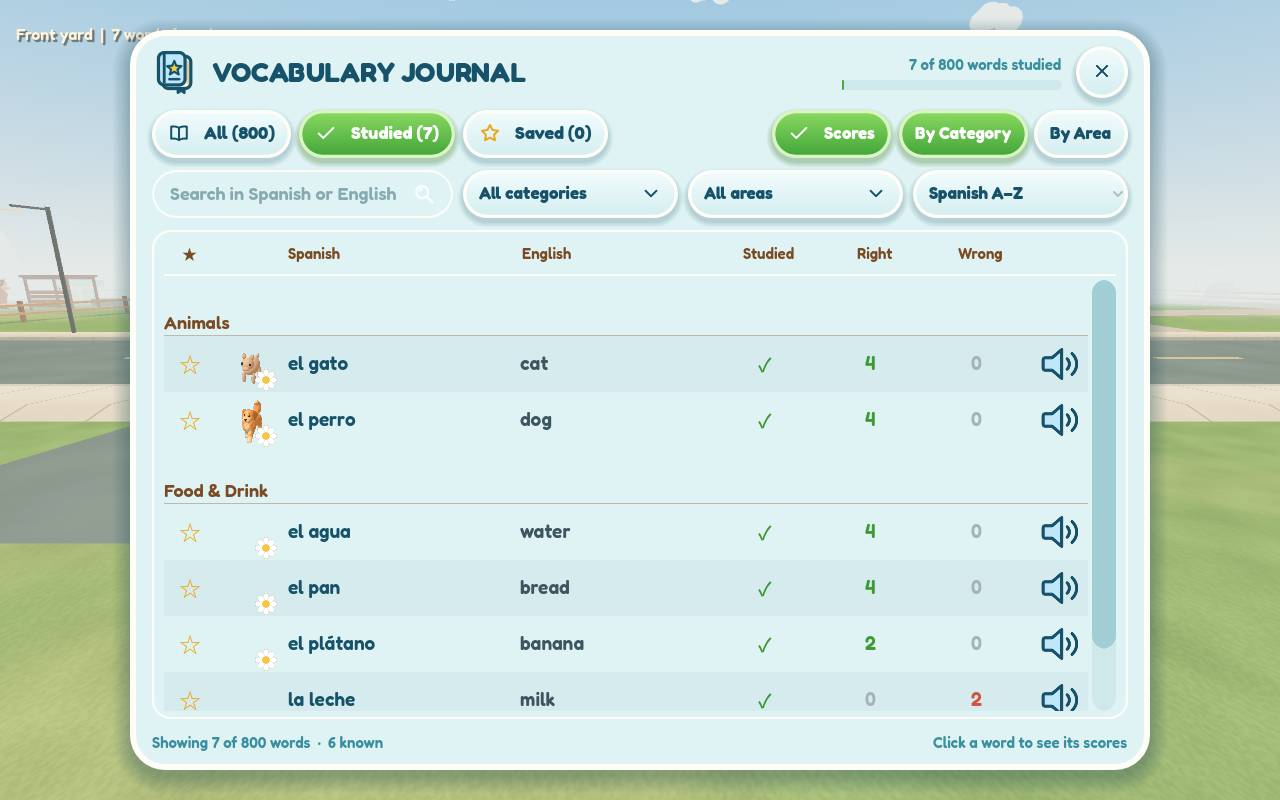 Front yard | 7 wor
VOCABULARY JOURNAL
7 of 800 words studied
All (800)
Studied (7)
Saved (0)
Scores
By Category
By Area
Search in Spanish or English
All categories
All areas
Spanish A–Z
★ Spanish English Studied Right Wrong
Animals
el gato cat ✓ 4 0
el perro dog ✓ 4 0
Food & Drink
el agua water ✓ 4 0
el pan bread ✓ 4 0
el plátano banana ✓ 2 0
la leche milk ✓ 0 2
Showing 7 of 800 words · 6 known
Click a word to see its scores